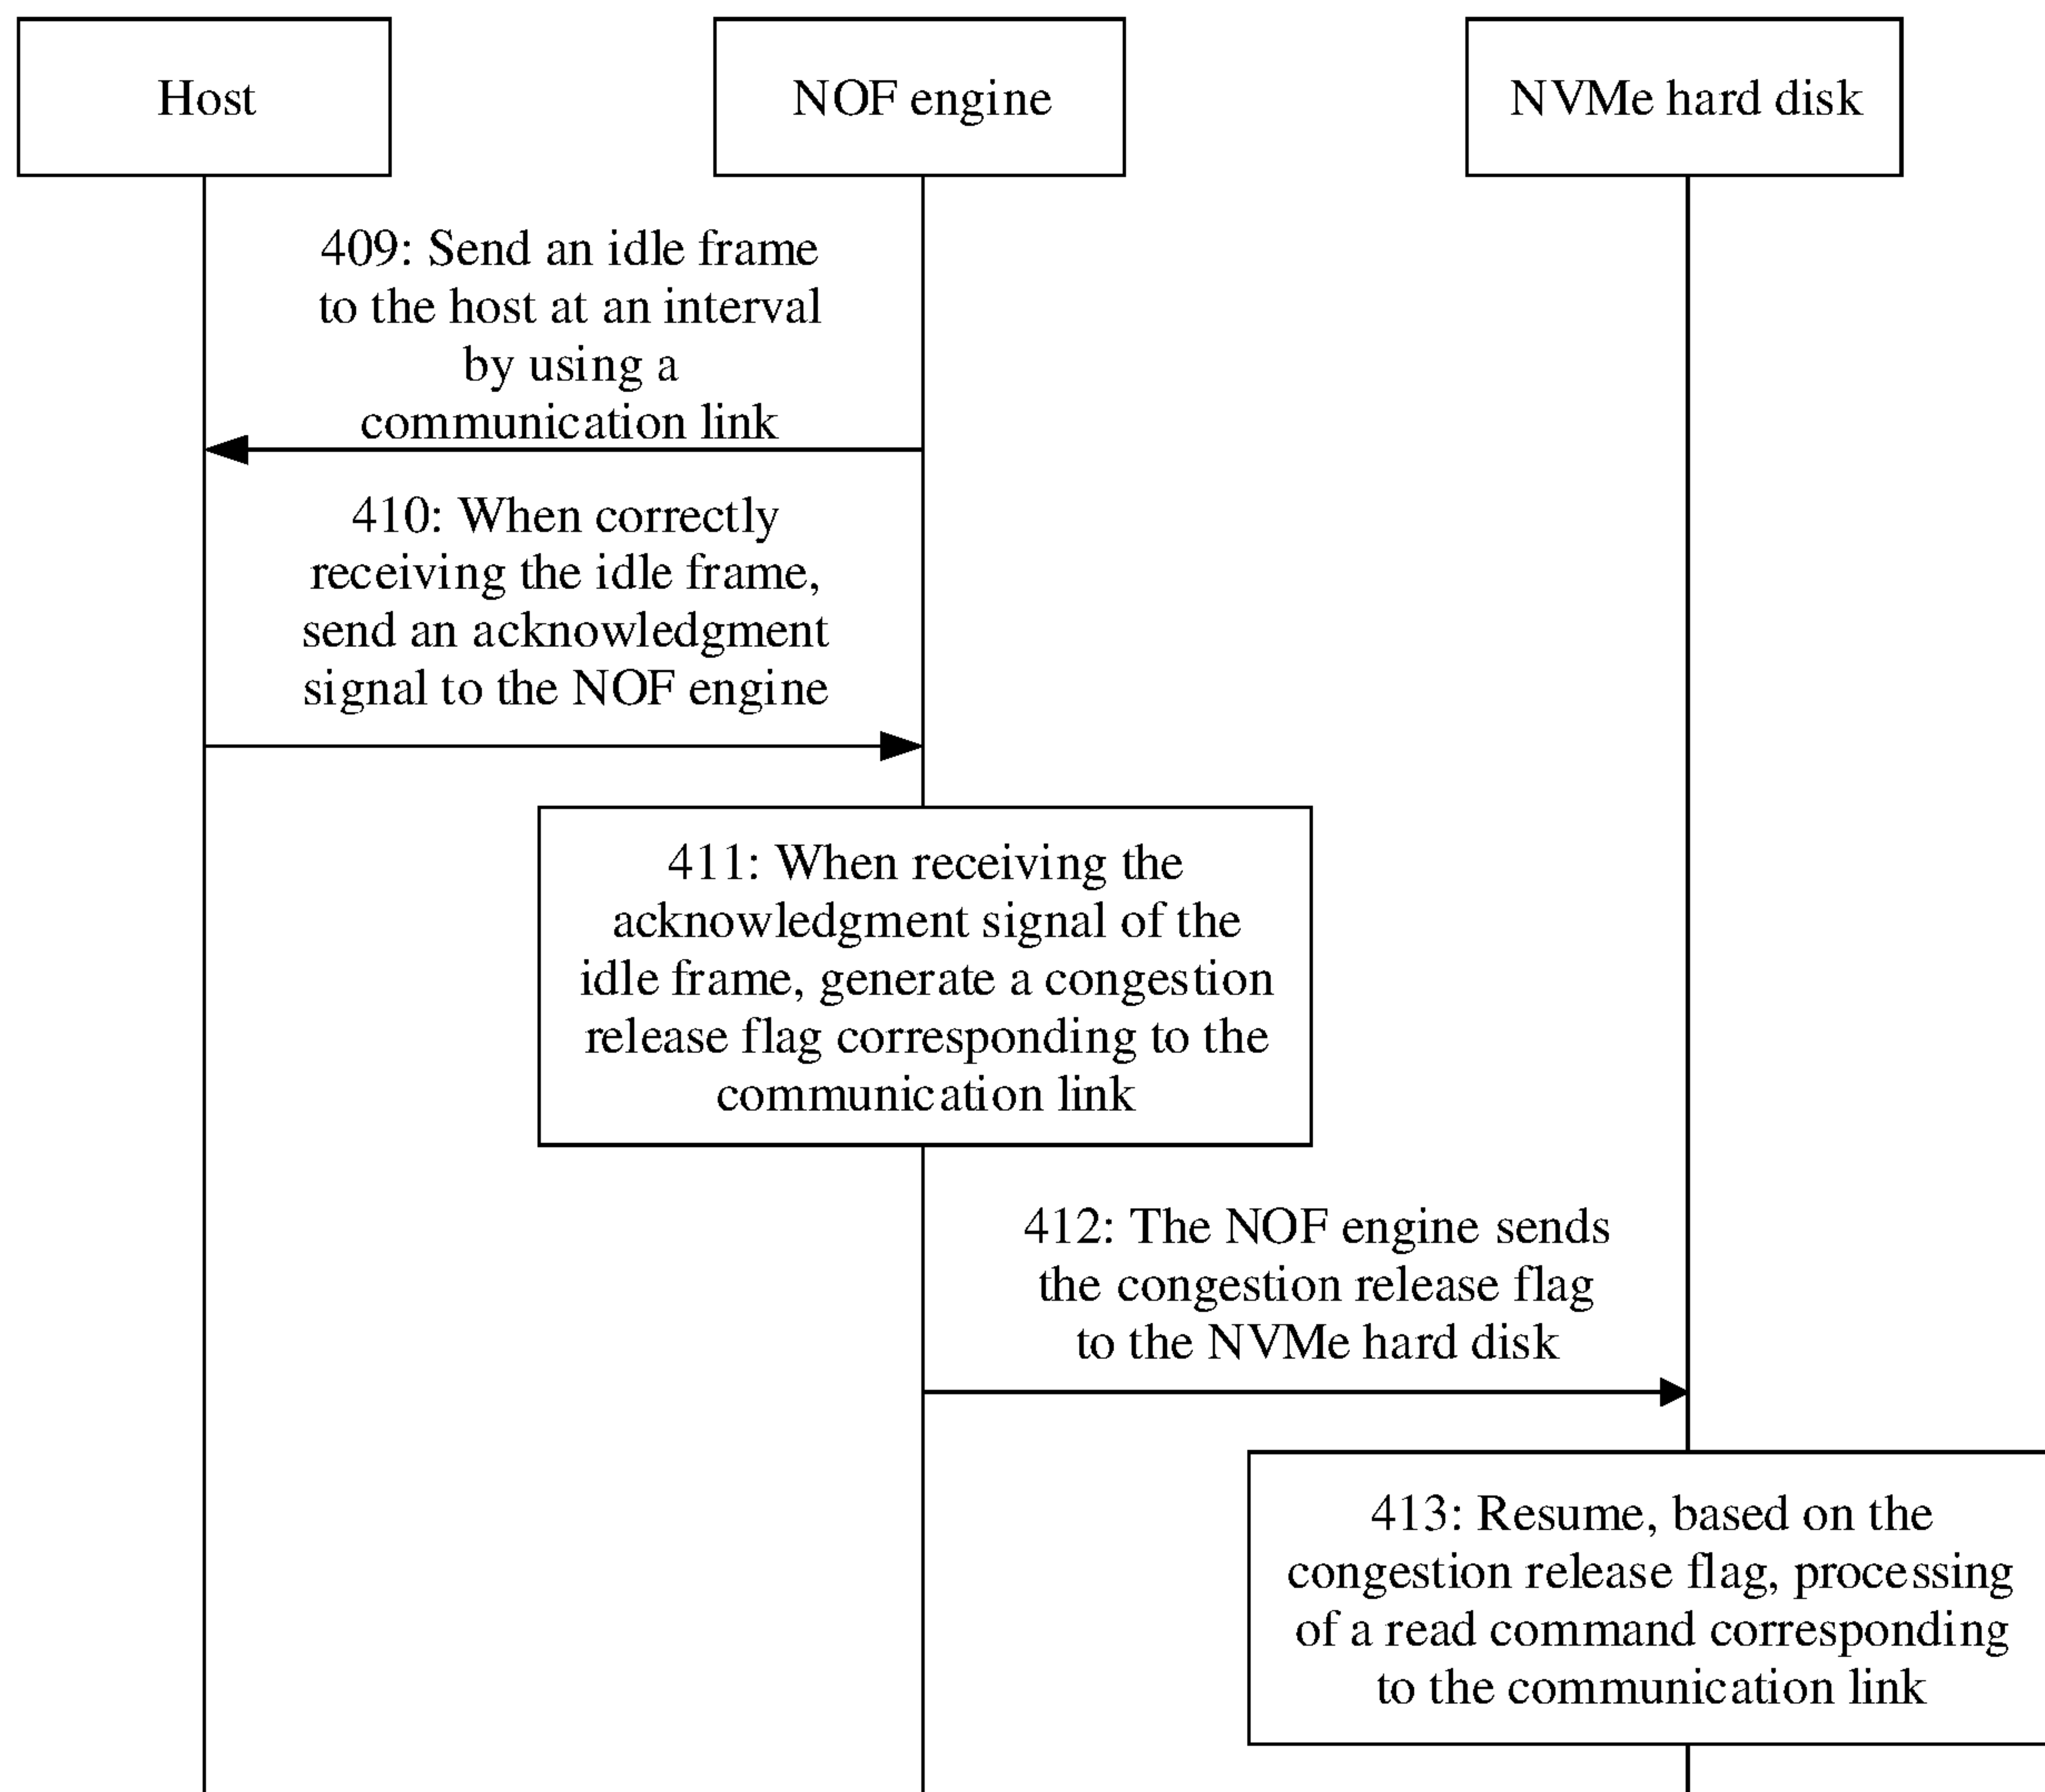 Host
NOF engine
NVMe hard disk
409: Send an idle frame
to the host at an interval
by using a
communication link
410: When correctly
receiving the idle frame,
send an acknowledgment
signal to the NOF engine
411: When receiving the
acknowledgment signal of the
idle frame, generate a congestion
release flag corresponding to the
communication link
412: The NOF engine sends
the congestion release flag
to the NVMe hard disk
413: Resume, based on the
congestion release flag, processing
of a read command corresponding
to the communication link